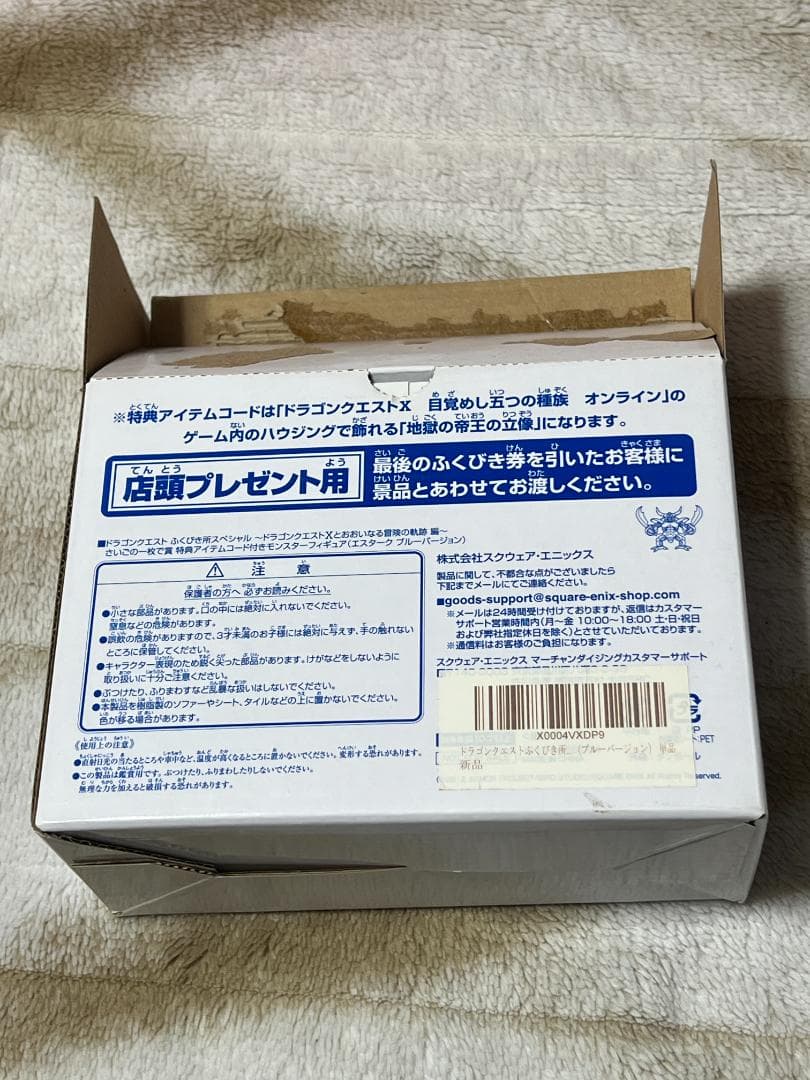 ※特典アイテムコードは「ドラゴンクエストX 目覚めし五つの種族 オンライン」の
ゲーム内のハウジングで飾れる「地獄の帝王の立像」になります。
店頭プレゼント用
最後のふくびき券を引いたお客様に
景品とあわせてお渡しください。
■ドラゴンクエスト ふくびき所スペシャル ～ドラゴンクエストXとおおいなる冒険の軌跡 編～
さいごの一枚で賞 特典アイテムコード付きモンスターフィギュア(エスターク ブルーバージョン)
注意
保護者の方へ 必ずお読みください。
●小さな部品があります。口の中には絶対に入れないでください。
窒息などの危険があります。
●誤飲の危険がありますので、3才未満のお子様には絶対に与えず、手の触れない
ところに保管してください。
●キャラクター表現のため鋭く尖った部品があります。けがなどをしないように
取り扱いに十分ご注意ください。
●ぶつけたり、ふりまわすなど乱暴な扱いはしないでください。
●本製品を樹脂製のソファーやシート、タイルなどの上に置かないでください。
色が移る場合があります。
《使用上の注意》
●直射日光の当たるところや車中など、温度が高くなるところに置かないでください。変形する恐れがあります。
●この製品は鑑賞用です。ぶつけたり、ふりまわしたりしないでください。
無理な力を加えると破損する恐れがあります。
株式会社スクウェア・エニックス
製品に関して、不都合な点がございましたら
下記までメールにてご連絡ください。
■goods-support@square-enix-shop.com
※メールは24時間受け付けておりますが、返信はカスタマー
サポート営業時間内(月～金 10:00～18:00 土・日・祝日
および弊社指定休日を除く)とさせていただいております。
※通信料はお客様のご負担になります。
スクウェア・エニックス マーチャンダイジングカスタマーサポート
X0004VXDP9
ドラゴンクエストふくびき所...(ブルーバージョン) 単品
新品
PET
Reserved.